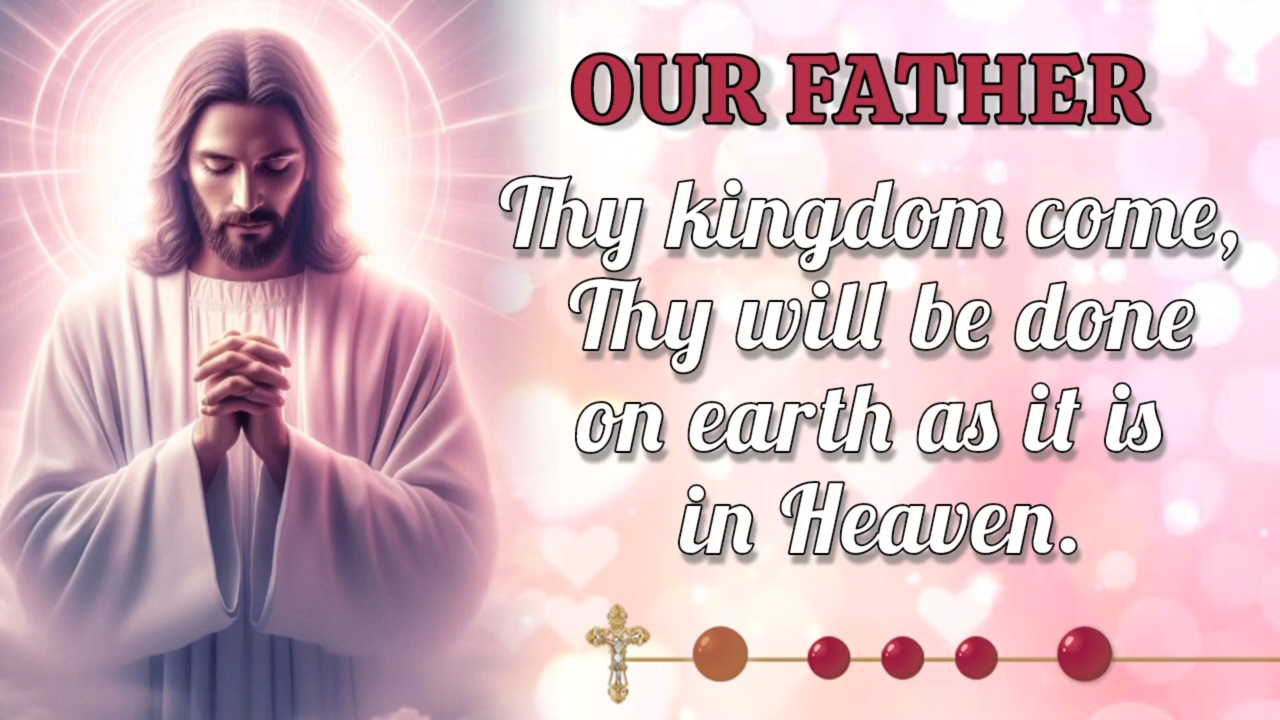 OUR FATHER
Thy kingdom come,
Thy will be done
on earth as it is
in Heaven.